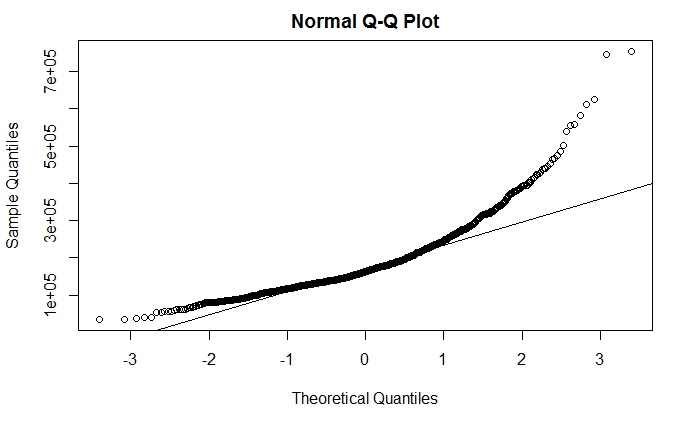 Normal Q-Q Plot
Sample Quantiles
7e+05
5e+05
3e+05
1e+05
-3 -2 -1 0 1 2 3
Theoretical Quantiles